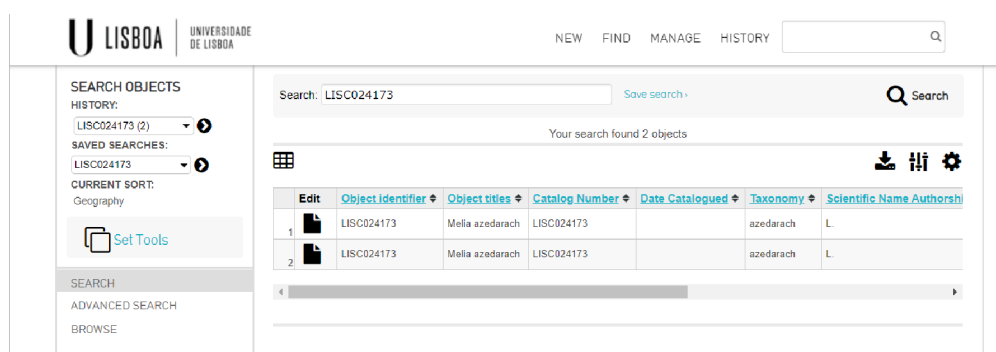 LISBOA
UNIVERSIDADE
DE LISBOA
NEW FIND MANAGE HISTORY
SEARCH OBJECTS
HISTORY:
LISC024173 (2)
SAVED SEARCHES:
LISC024173
CURRENT SORT:
Geography
Set Tools
SEARCH
ADVANCED SEARCH
BROWSE
Search: LISC024173 Save search › Search
Your search found 2 objects
Edit Object identifier Object titles Catalog Number Date Catalogued Taxonomy Scientific Name Authorshi
1 LISC024173 Melia azedarach LISC024173 azedarach L.
2 LISC024173 Melia azedarach LISC024173 azedarach L.